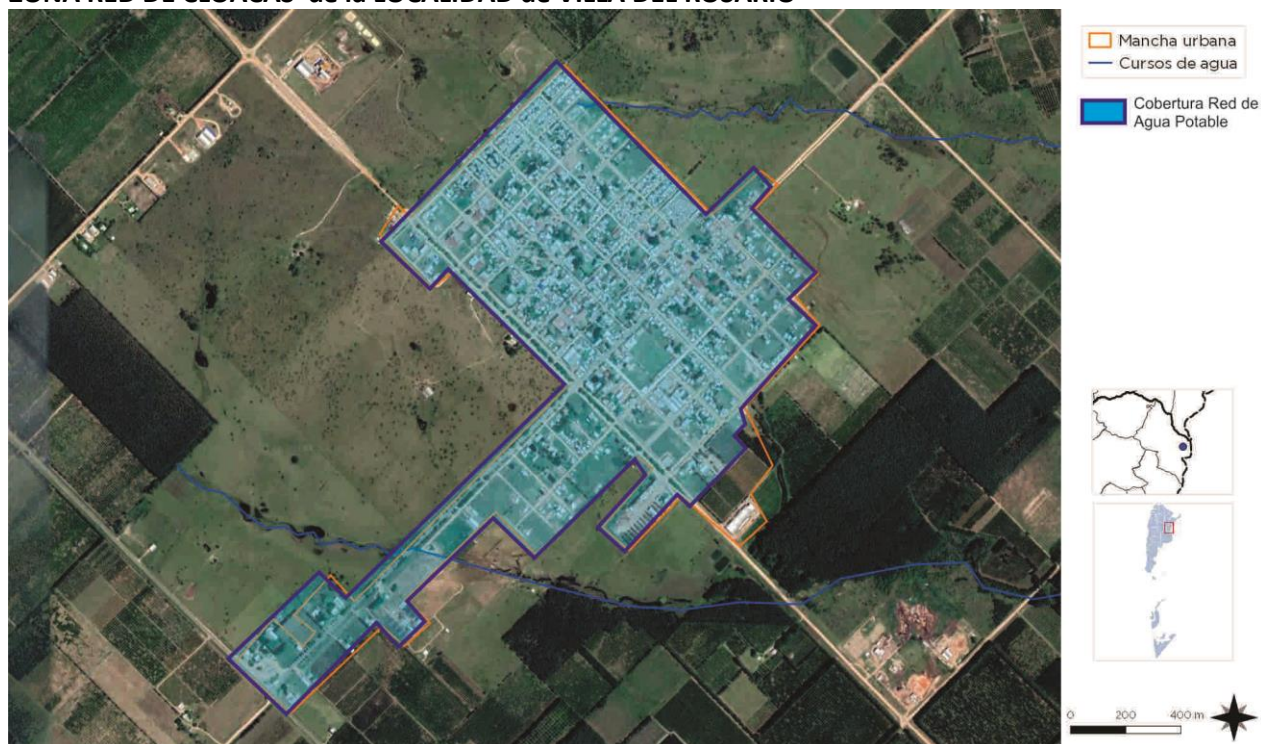 ZONA RED DE CLOACAS de la LOCALIDAD de VILLA DEL ROSARIO
Mancha urbana
Cursos de agua
Cobertura Red de
Agua Potable
0 200 400 m